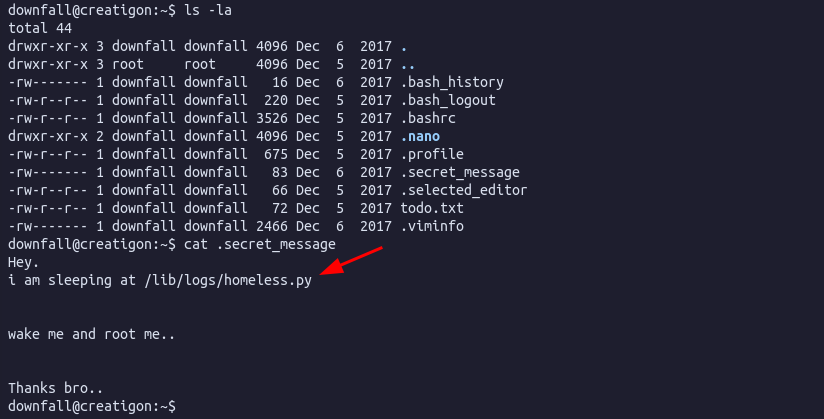 downfall@creatigon:~$ ls -la
total 44
drwxr-xr-x 3 downfall downfall 4096 Dec  6  2017 .
drwxr-xr-x 3 root     root     4096 Dec  5  2017 ..
-rw------- 1 downfall downfall   16 Dec  6  2017 .bash_history
-rw-r--r-- 1 downfall downfall  220 Dec  5  2017 .bash_logout
-rw-r--r-- 1 downfall downfall 3526 Dec  5  2017 .bashrc
drwxr-xr-x 2 downfall downfall 4096 Dec  5  2017 .nano
-rw-r--r-- 1 downfall downfall  675 Dec  5  2017 .profile
-rw------- 1 downfall downfall   83 Dec  6  2017 .secret_message
-rw-r--r-- 1 downfall downfall   66 Dec  5  2017 .selected_editor
-rw-r--r-- 1 downfall downfall   72 Dec  5  2017 todo.txt
-rw------- 1 downfall downfall 2466 Dec  6  2017 .viminfo
downfall@creatigon:~$ cat .secret_message
Hey.
i am sleeping at /lib/logs/homeless.py
wake me and root me..
Thanks bro..
downfall@creatigon:~$